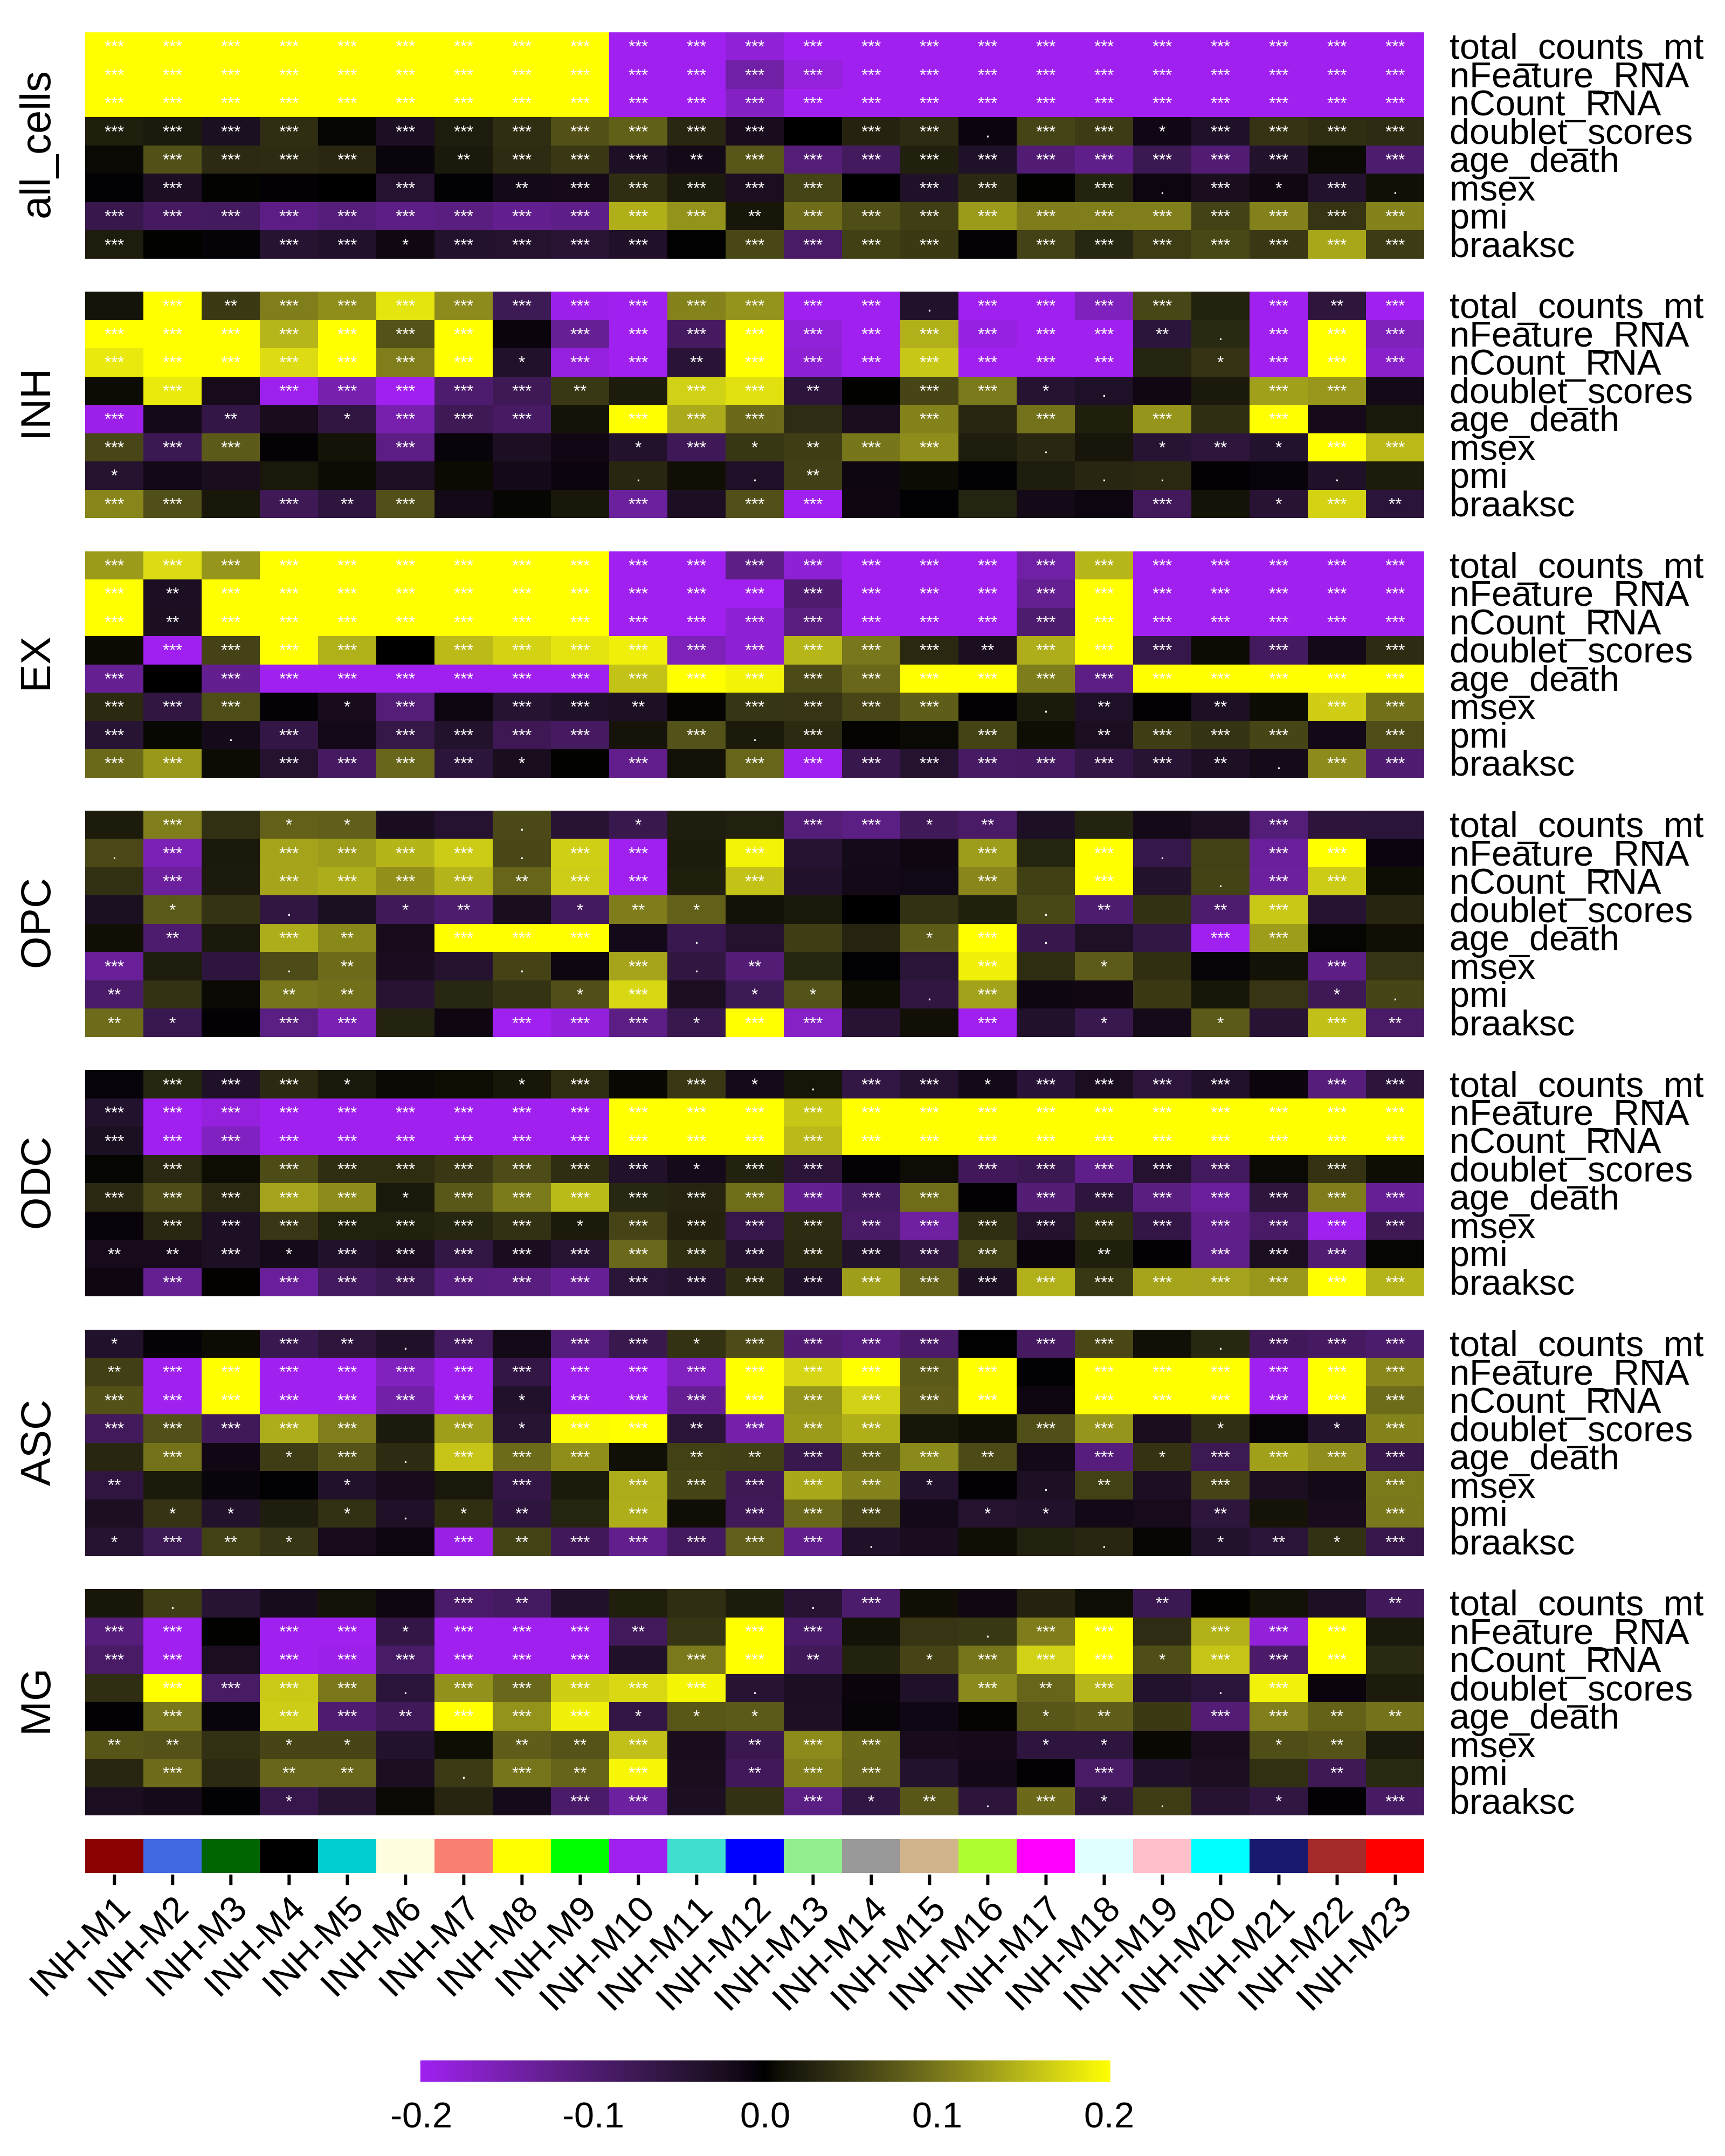 all_cells
total_counts_mt
nFeature_RNA
nCount_RNA
doublet_scores
age_death
msex
pmi
braaksc
INH
total_counts_mt
nFeature_RNA
nCount_RNA
doublet_scores
age_death
msex
pmi
braaksc
EX
total_counts_mt
nFeature_RNA
nCount_RNA
doublet_scores
age_death
msex
pmi
braaksc
OPC
total_counts_mt
nFeature_RNA
nCount_RNA
doublet_scores
age_death
msex
pmi
braaksc
ODC
total_counts_mt
nFeature_RNA
nCount_RNA
doublet_scores
age_death
msex
pmi
braaksc
ASC
total_counts_mt
nFeature_RNA
nCount_RNA
doublet_scores
age_death
msex
pmi
braaksc
MG
total_counts_mt
nFeature_RNA
nCount_RNA
doublet_scores
age_death
msex
pmi
braaksc
INH-M1
INH-M2
INH-M3
INH-M4
INH-M5
INH-M6
INH-M7
INH-M8
INH-M9
INH-M10
INH-M11
INH-M12
INH-M13
INH-M14
INH-M15
INH-M16
INH-M17
INH-M18
INH-M19
INH-M20
INH-M21
INH-M22
INH-M23
-0.2 -0.1 0.0 0.1 0.2